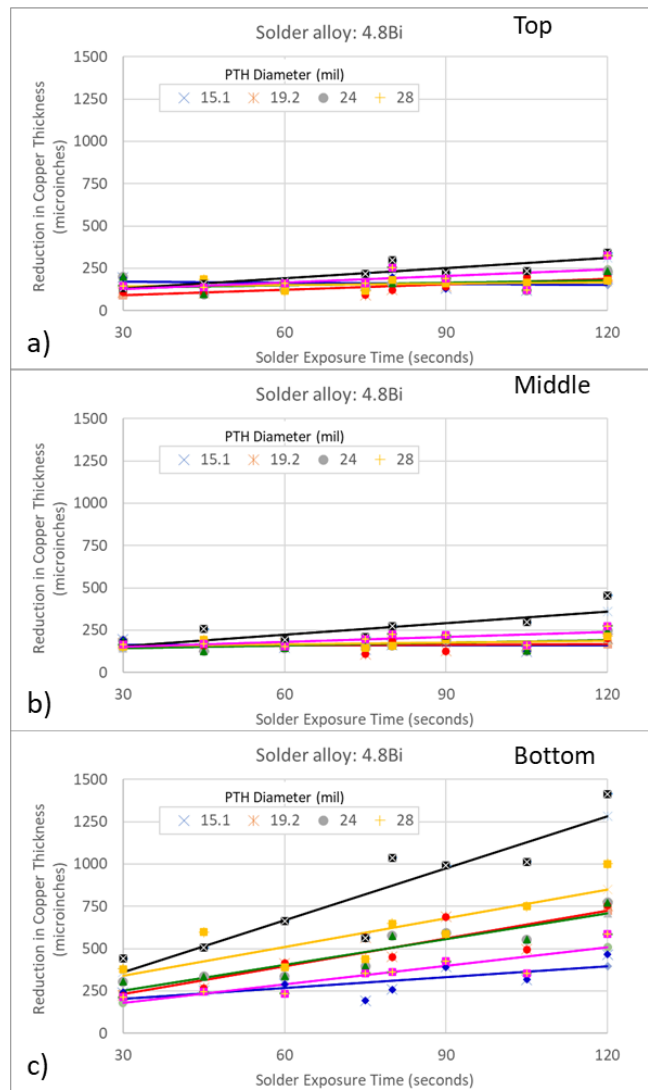 Solder alloy: 4.8Bi
Top
PTH Diameter (mil)
15.1 19.2 24 28
Reduction in Copper Thickness
(microinches)
1500
1250
1000
750
500
250
0
30 60 90 120
Solder Exposure Time (seconds)
a)
Solder alloy: 4.8Bi
Middle
PTH Diameter (mil)
15.1 19.2 24 28
Reduction in Copper Thickness
(microinches)
1500
1250
1000
750
500
250
0
30 60 90 120
Solder Exposure Time (seconds)
b)
Solder alloy: 4.8Bi
Bottom
PTH Diameter (mil)
15.1 19.2 24 28
Reduction in Copper Thickness
(microinches)
1500
1250
1000
750
500
250
0
30 60 90 120
Solder Exposure Time (seconds)
c)